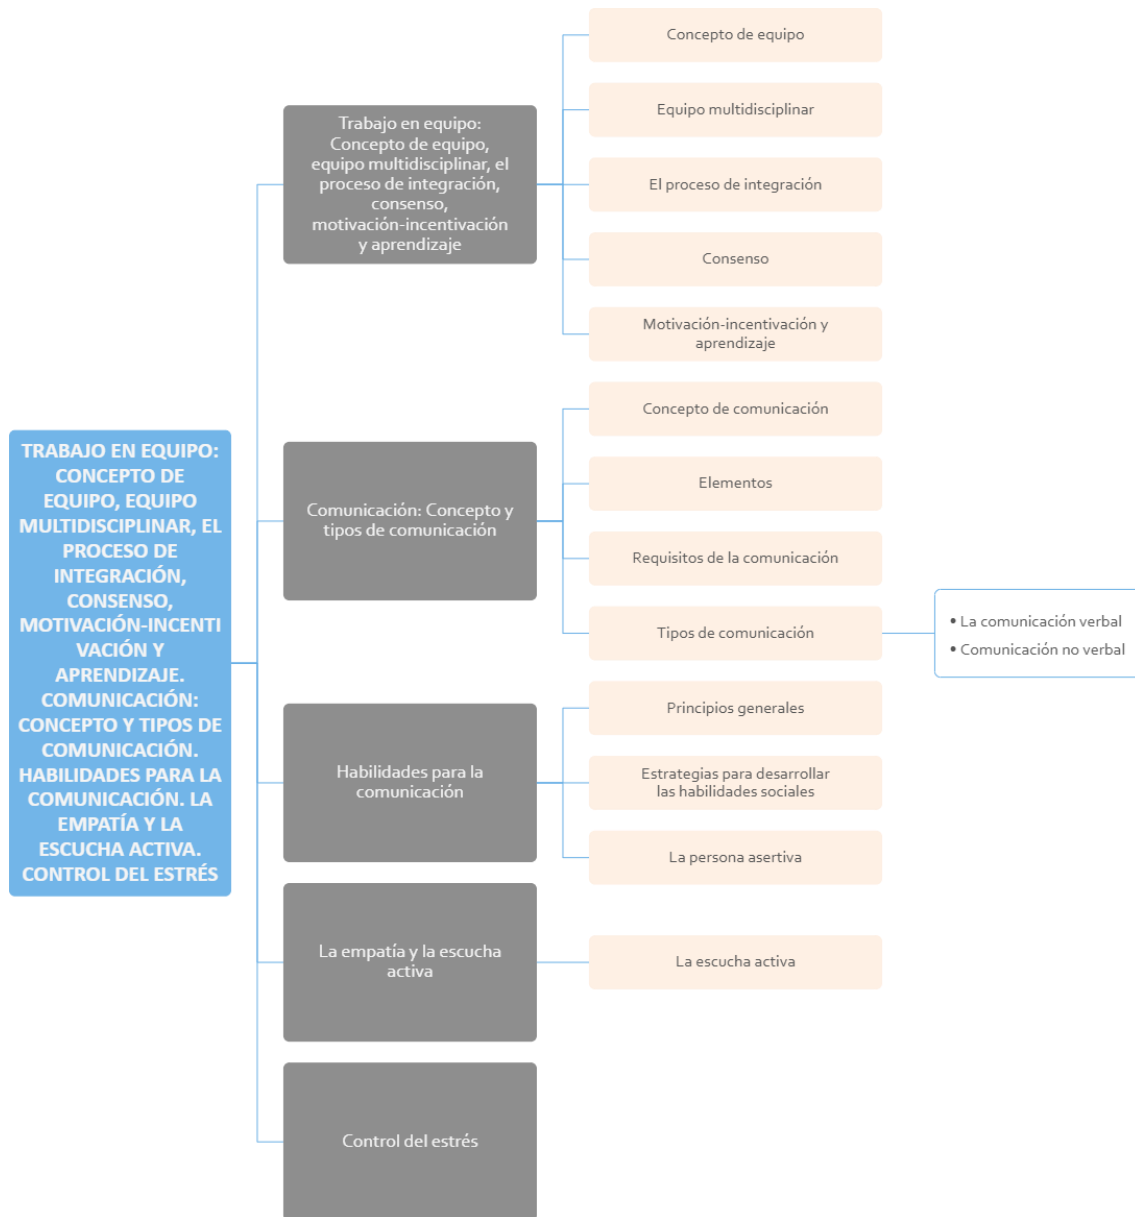 TRABAJO EN EQUIPO:
CONCEPTO DE
EQUIPO, EQUIPO
MULTIDISCIPLINAR, EL
PROCESO DE
INTEGRACIÓN,
CONSENSO,
MOTIVACIÓN-INCENTI
VACIÓN Y
APRENDIZAJE.
COMUNICACIÓN:
CONCEPTO Y TIPOS DE
COMUNICACIÓN.
HABILIDADES PARA LA
COMUNICACIÓN. LA
EMPATÍA Y LA
ESCUCHA ACTIVA.
CONTROL DEL ESTRÉS
Trabajo en equipo:
Concepto de equipo,
equipo multidisciplinar, el
proceso de integración,
consenso,
motivación-incentivación
y aprendizaje
Concepto de equipo
Equipo multidisciplinar
El proceso de integración
Consenso
Motivación-incentivación y
aprendizaje
Comunicación: Concepto y
tipos de comunicación
Concepto de comunicación
Elementos
Requisitos de la comunicación
Tipos de comunicación
• La comunicación verbal
• Comunicación no verbal
Habilidades para la
comunicación
Principios generales
Estrategias para desarrollar
las habilidades sociales
La persona asertiva
La empatía y la escucha
activa
La escucha activa
Control del estrés